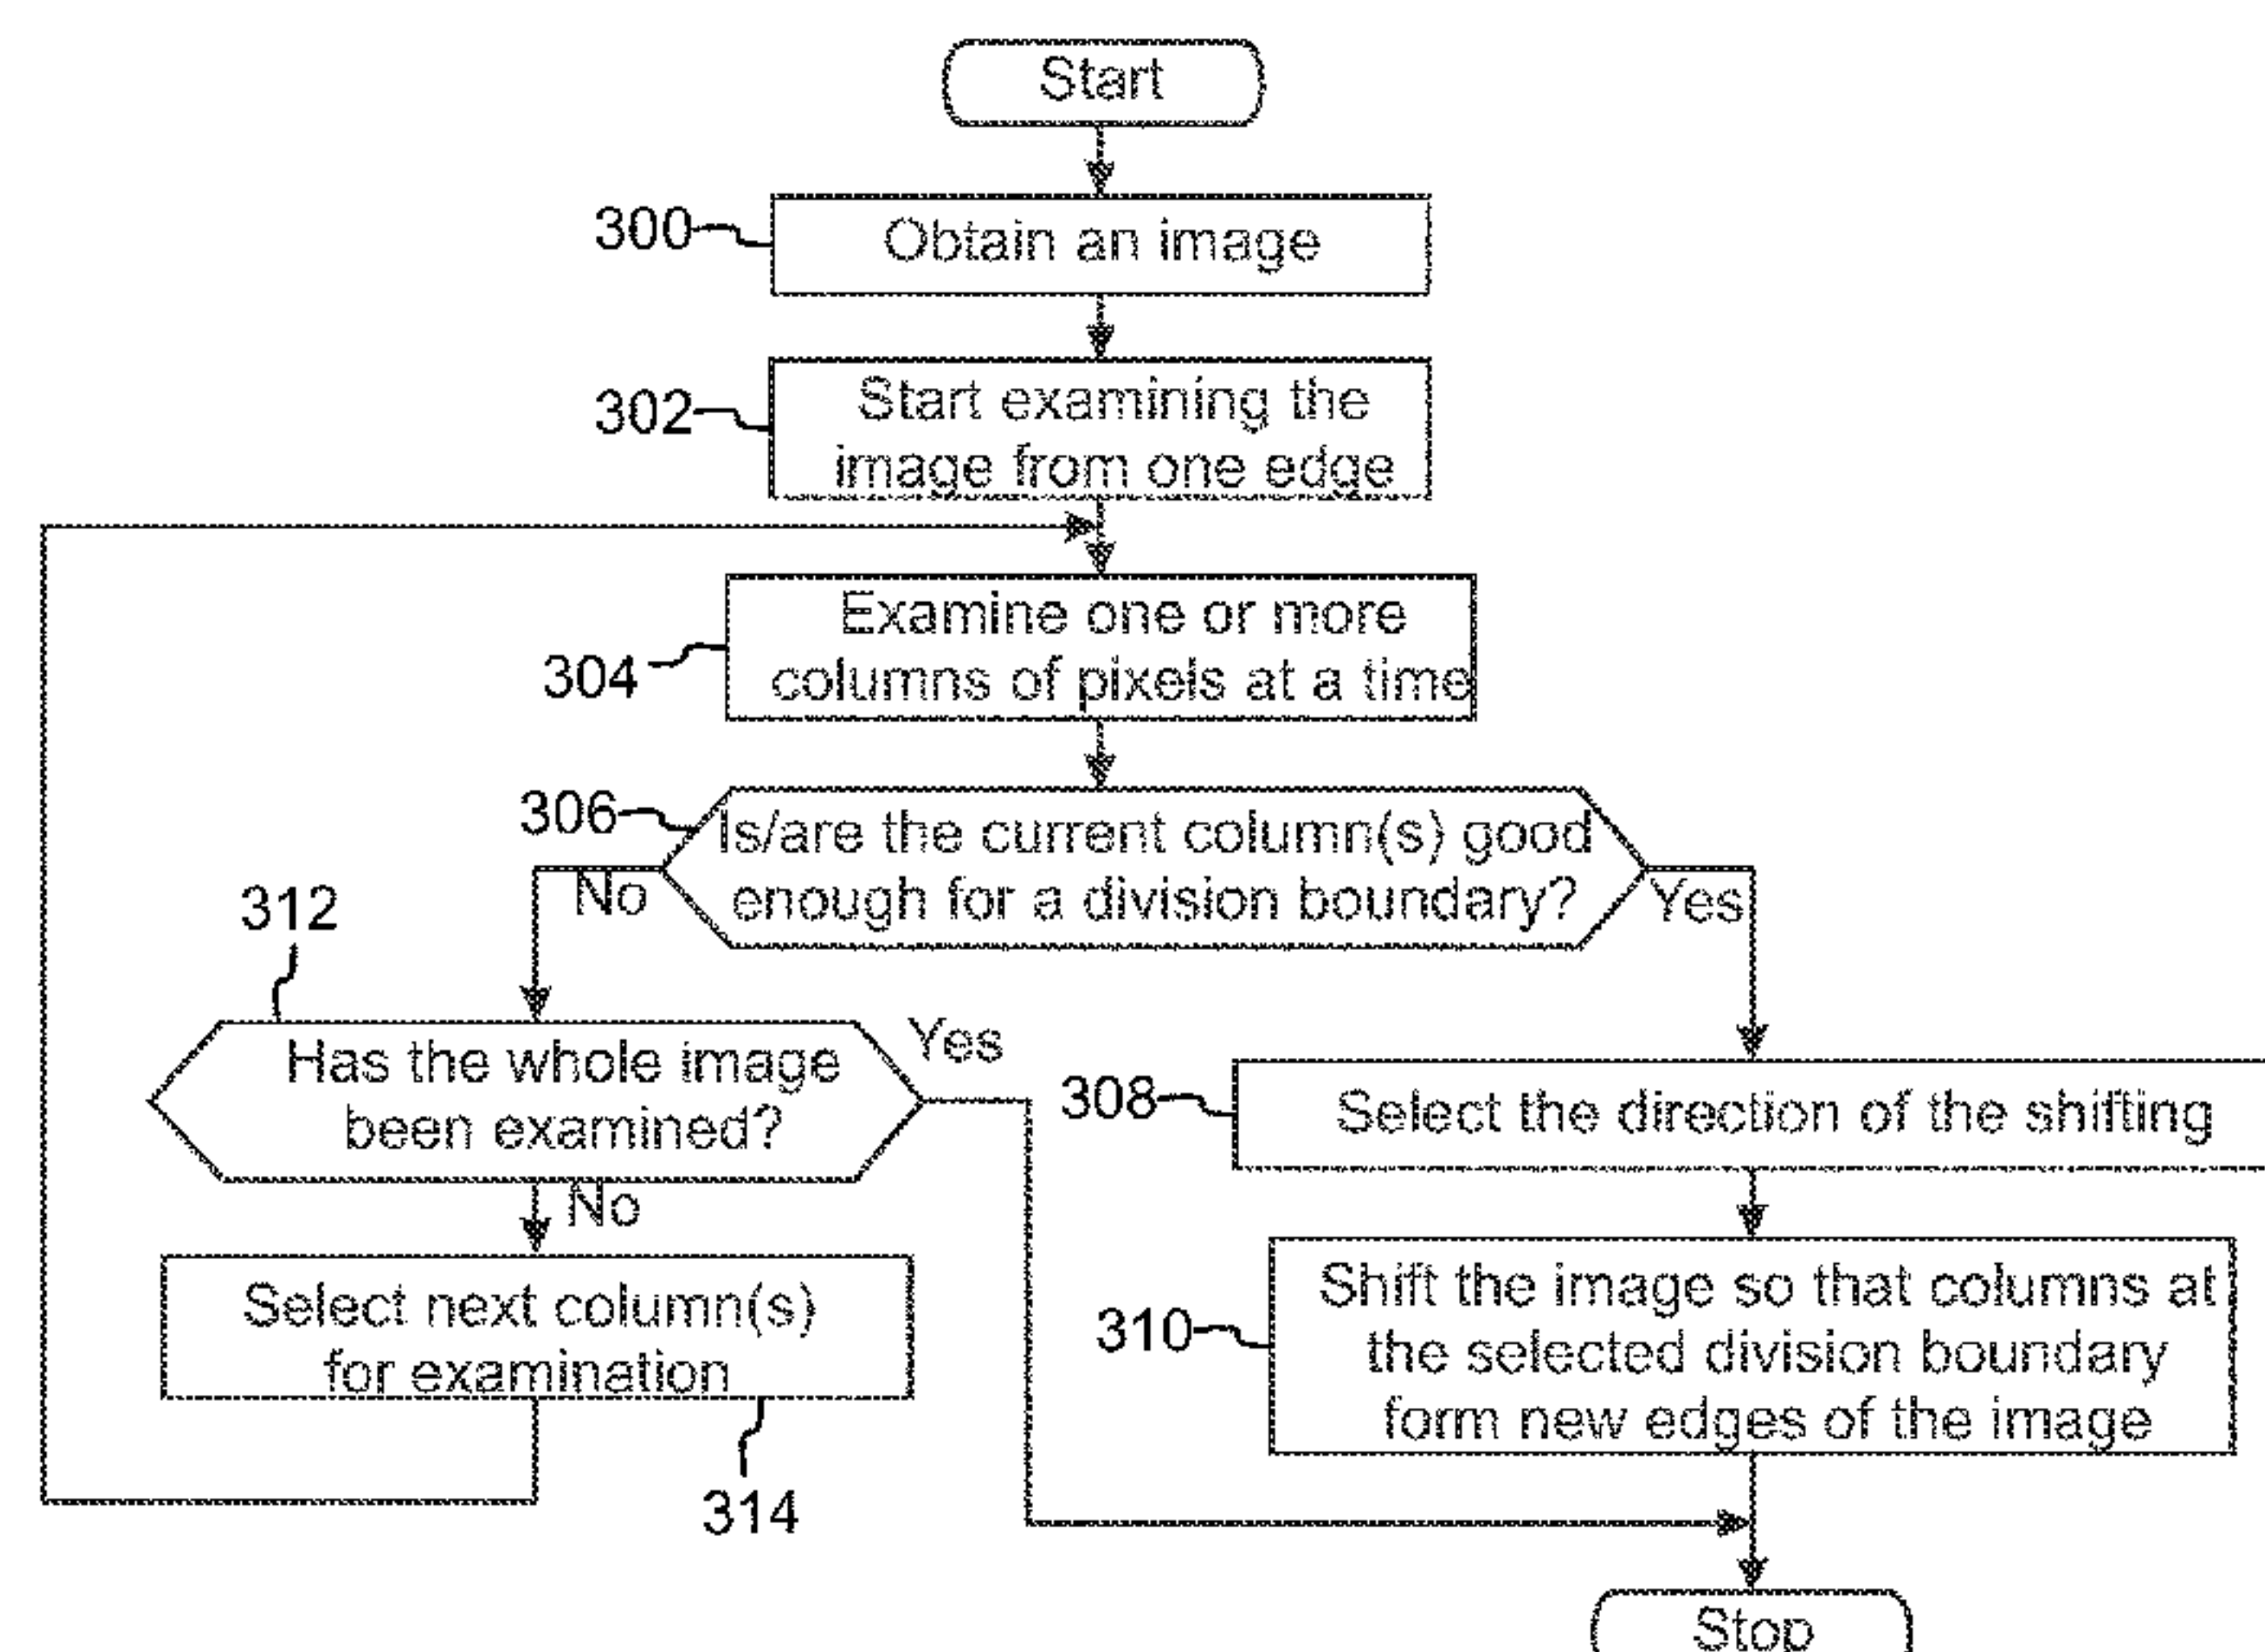 Start
300
Obtain an image
302
Start examining the
image from one edge
304
Examine one or more
columns of pixels at a time
306
Is/are the current column(s) good
enough for a division boundary?
No
Yes
312
Has the whole image
been examined?
Yes
No
308
Select the direction of the shifting
Select next column(s)
for examination
314
310
Shift the image so that columns at
the selected division boundary
form new edges of the image
Stop